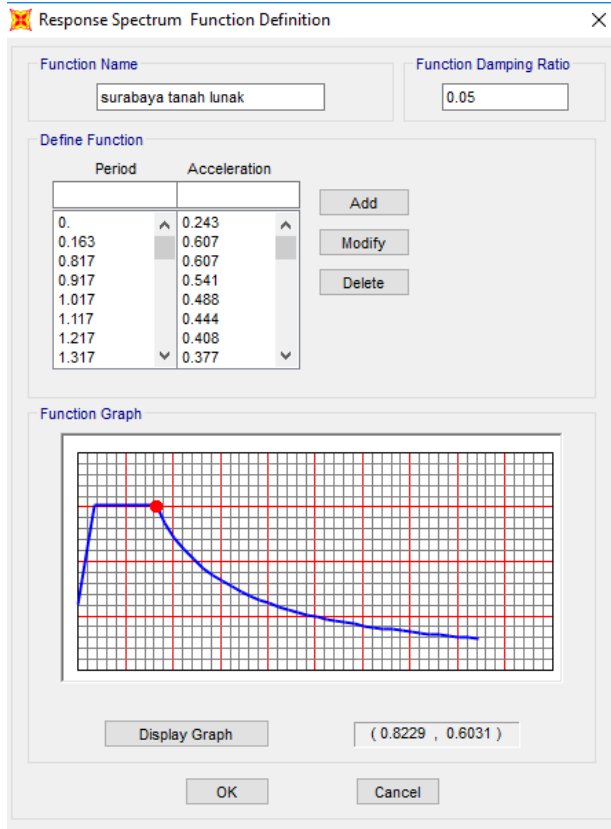 Response Spectrum Function Definition
Function Name
Function Damping Ratio
surabaya tanah lunak
0.05
Define Function
Period Acceleration
Add
0. 0.243
0.163 0.607
Modify
0.817 0.607
0.917 0.541
Delete
1.017 0.488
1.117 0.444
1.217 0.408
1.317 0.377
Function Graph
Display Graph
( 0.8229 , 0.6031 )
OK
Cancel